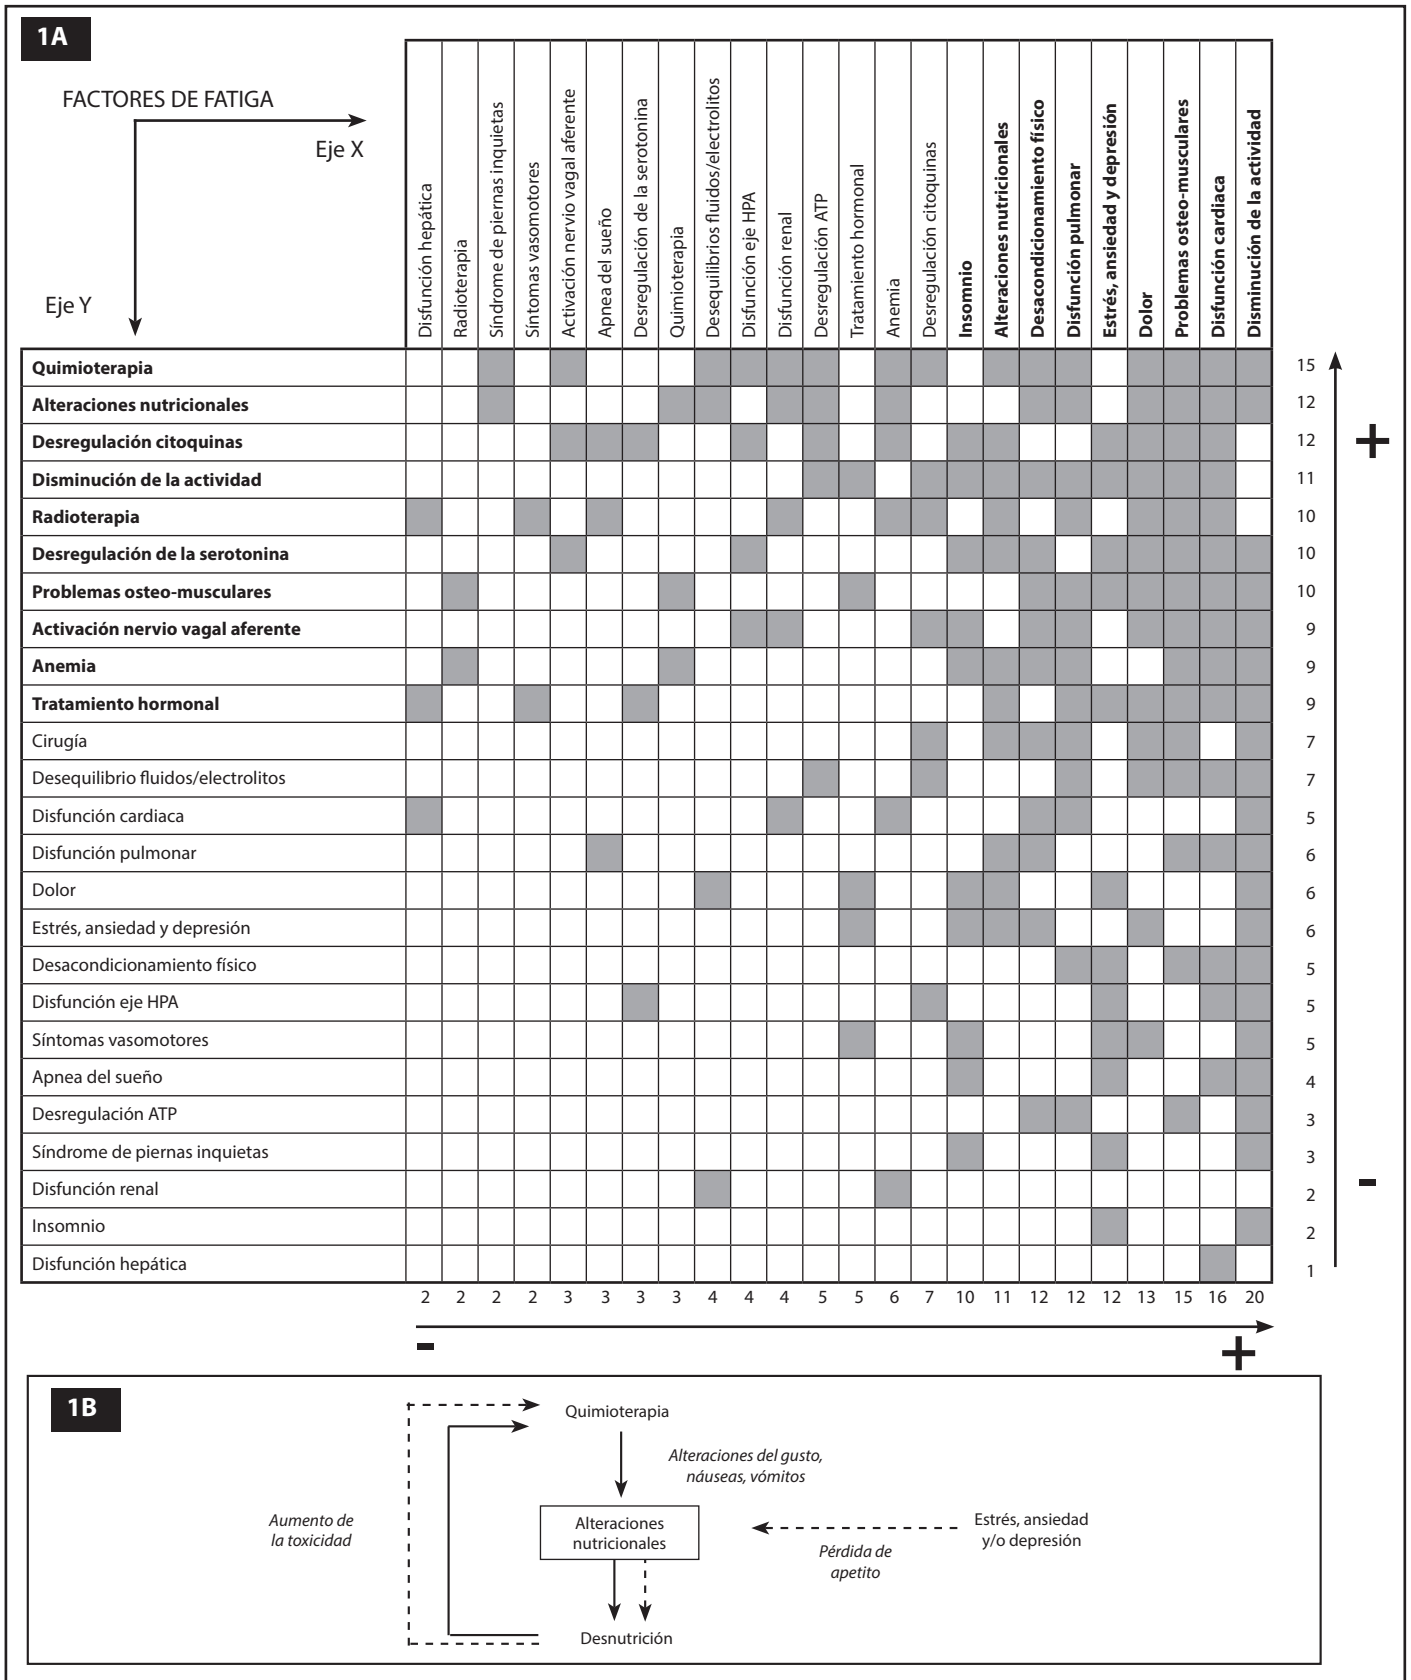 1A
FACTORES DE FATIGA
Eje X
Eje Y
Disfunción hepática
Radioterapia
Síndrome de piernas inquietas
Síntomas vasomotores
Activación nervio vagal aferente
Apnea del sueño
Desregulación de la serotonina
Quimioterapia
Desequilibrios fluidos/electrolitos
Disfunción eje HPA
Disfunción renal
Desregulación ATP
Tratamiento hormonal
Anemia
Desregulación citoquinas
Insomnio
Alteraciones nutricionales
Desacondicionamiento físico
Disfunción pulmonar
Estrés, ansiedad y depresión
Dolor
Problemas osteo-musculares
Disfunción cardiaca
Disminución de la actividad
Quimioterapia 15
Alteraciones nutricionales 12
Desregulación citoquinas 12 +
Disminución de la actividad 11
Radioterapia 10
Desregulación de la serotonina 10
Problemas osteo-musculares 10
Activación nervio vagal aferente 9
Anemia 9
Tratamiento hormonal 9
Cirugía 7
Desequilibrio fluidos/electrolitos 7
Disfunción cardiaca 5
Disfunción pulmonar 6
Dolor 6
Estrés, ansiedad y depresión 6
Desacondicionamiento físico 5
Disfunción eje HPA 5
Síntomas vasomotores 5
Apnea del sueño 4
Desregulación ATP 3
Síndrome de piernas inquietas 3
Disfunción renal 2 -
Insomnio 2
Disfunción hepática 1
2 2 2 2 3 3 3 3 4 4 4 5 5 6 7 10 11 12 12 12 13 15 16 20
- +
1B
Quimioterapia
Alteraciones del gusto,
náuseas, vómitos
Aumento de
la toxicidad
Alteraciones
nutricionales
Estrés, ansiedad
y/o depresión
Pérdida de
apetito
Desnutrición